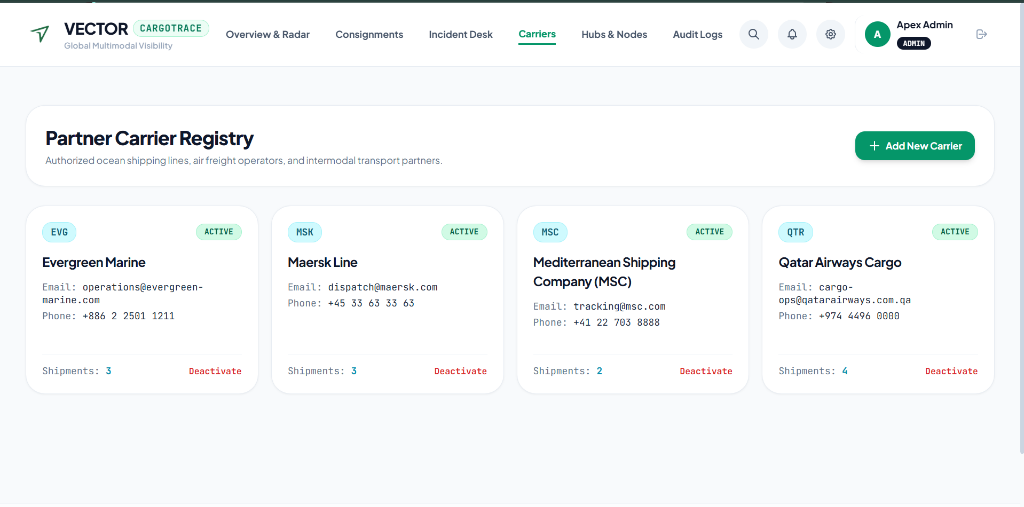 VECTOR CARGOTRACE
Global Multimodal Visibility
Overview & Radar
Consignments
Incident Desk
Carriers
Hubs & Nodes
Audit Logs
A
Apex Admin
ADMIN
Partner Carrier Registry
Authorized ocean shipping lines, air freight operators, and intermodal transport partners.
+ Add New Carrier
EVG
ACTIVE
Evergreen Marine
Email: operations@evergreen-
marine.com
Phone: +886 2 2501 1211
Shipments: 3
Deactivate
MSK
ACTIVE
Maersk Line
Email: dispatch@maersk.com
Phone: +45 33 63 33 63
Shipments: 3
Deactivate
MSC
ACTIVE
Mediterranean Shipping
Company (MSC)
Email: tracking@msc.com
Phone: +41 22 703 8888
Shipments: 2
Deactivate
QTR
ACTIVE
Qatar Airways Cargo
Email: cargo-
ops@qatarairways.com.qa
Phone: +974 4496 0000
Shipments: 4
Deactivate